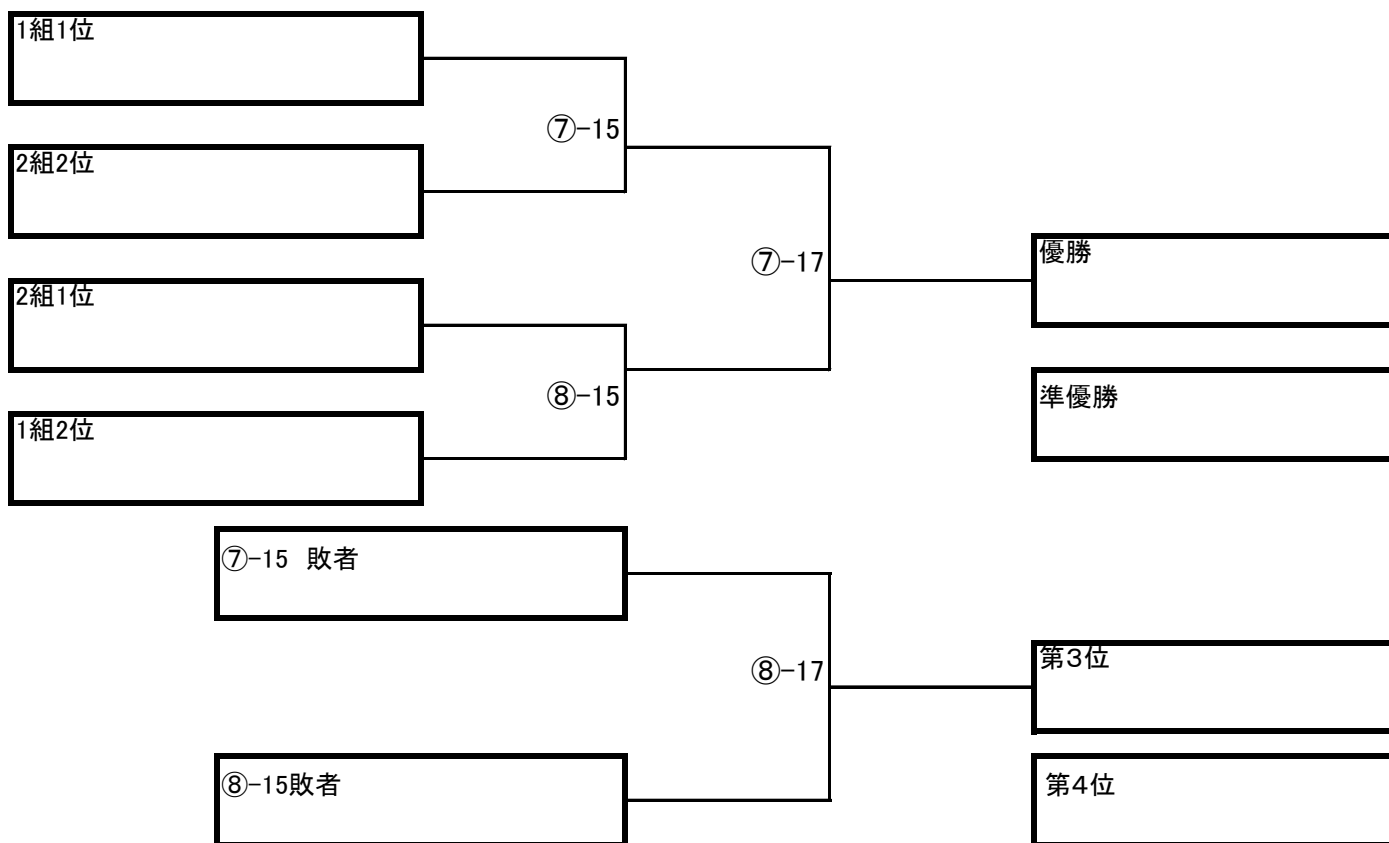 1組1位
⑦-15
2組2位
⑦-17
優勝
2組1位
⑧-15
準優勝
1組2位
⑦-15 敗者
⑧-17
第３位
⑧-15敗者
第４位